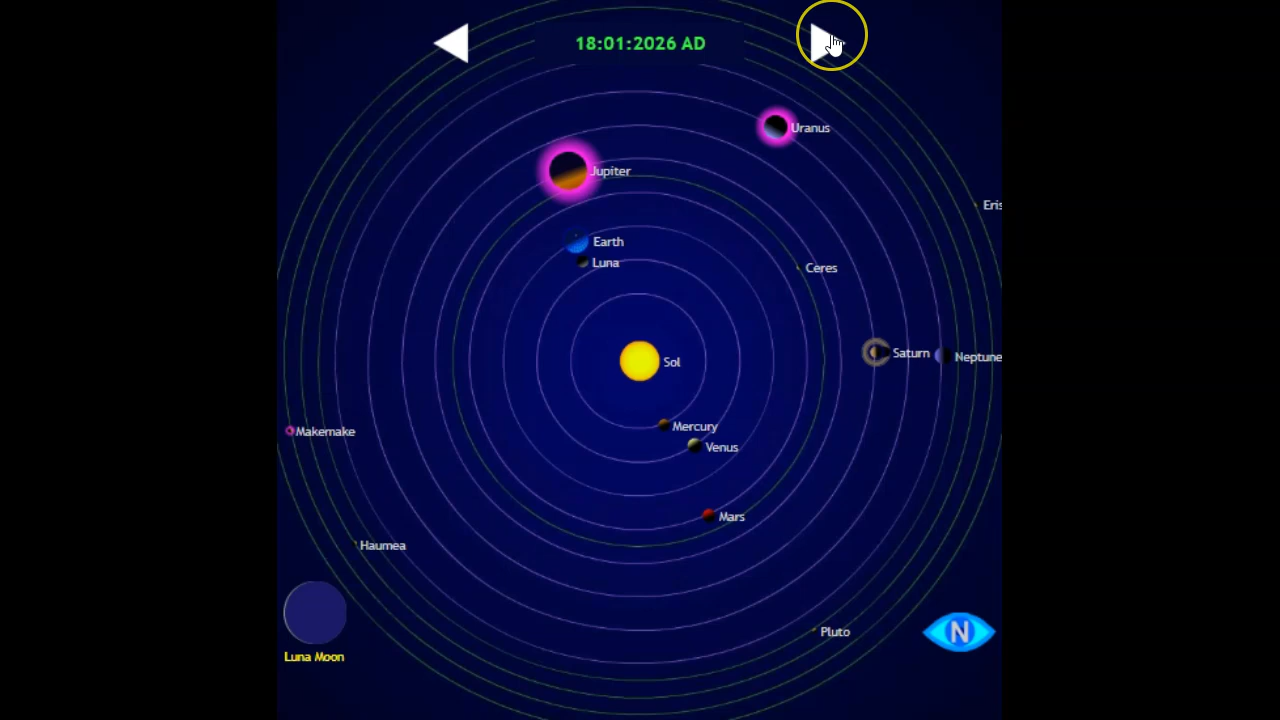 18:01:2026 AD
Uranus
Jupiter
Eris
Earth
Luna
Ceres
Saturn
Neptune
Sol
Mercury
Makemake
Venus
Mars
Haumea
Pluto
N
Luna Moon